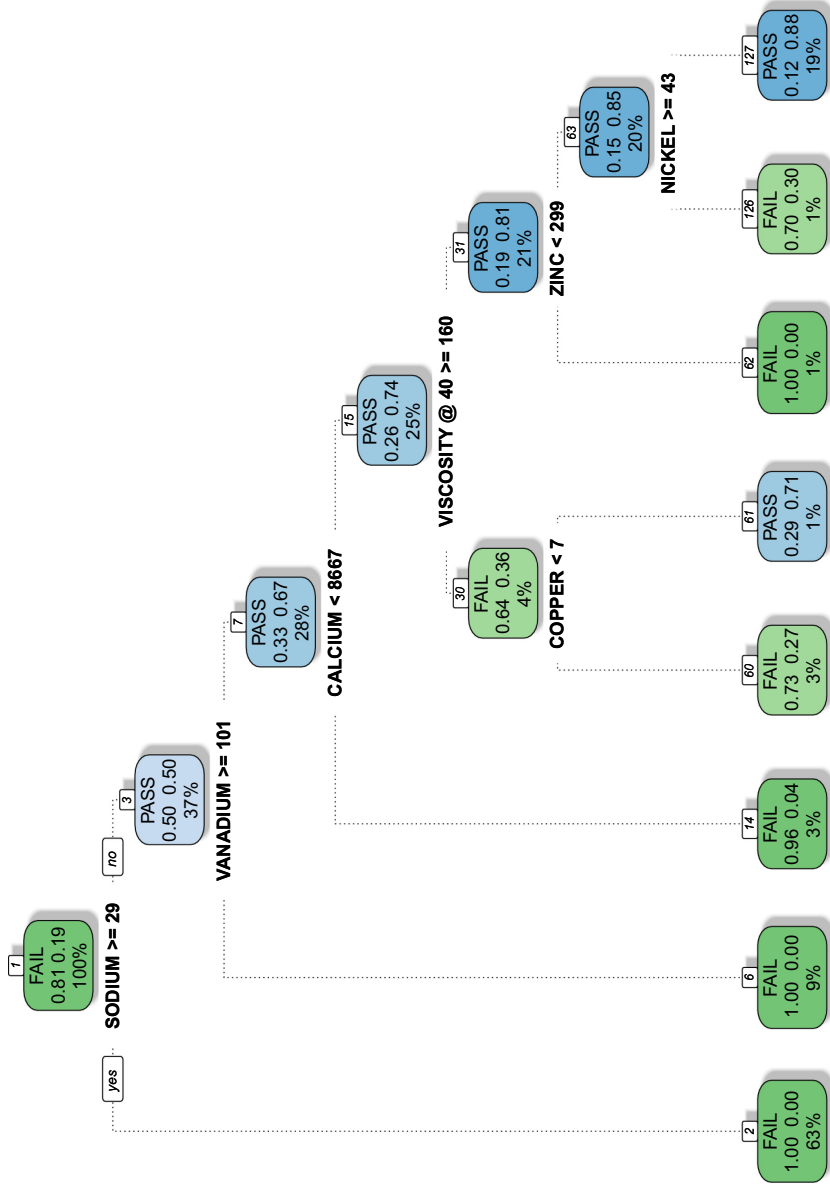 1
FAIL
0.81 0.19
100%
SODIUM >= 29
yes
no
3
PASS
0.50 0.50
37%
VANADIUM >= 101
7
PASS
0.33 0.67
28%
CALCIUM < 8667
15
PASS
0.26 0.74
25%
VISCOSITY @ 40 >= 160
30
FAIL
0.64 0.36
4%
COPPER < 7
31
PASS
0.19 0.81
21%
ZINC < 299
63
PASS
0.15 0.85
20%
NICKEL >= 43
2
FAIL
1.00 0.00
63%
6
FAIL
1.00 0.00
9%
14
FAIL
0.96 0.04
3%
60
FAIL
0.73 0.27
3%
61
PASS
0.29 0.71
1%
62
FAIL
1.00 0.00
1%
126
FAIL
0.70 0.30
1%
127
PASS
0.12 0.88
19%